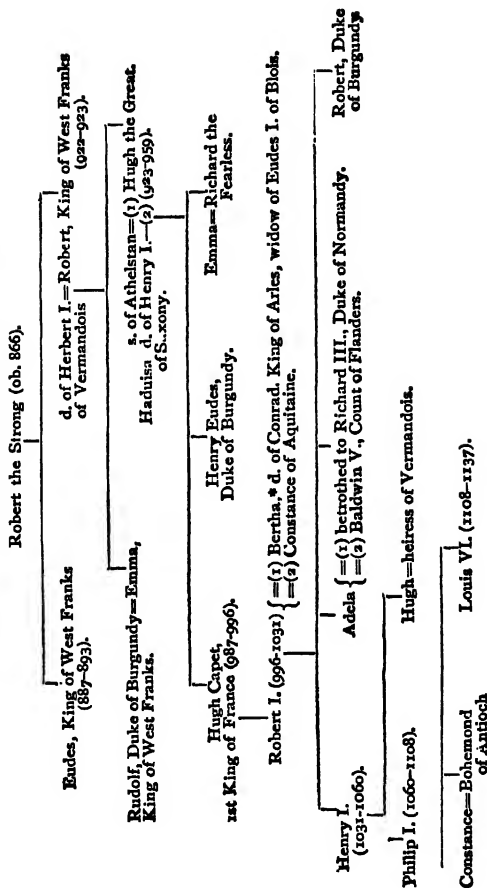 Robert the Strong (ob. 866).
Eudes, King of West Franks
(887–893).
d. of Herbert I.=Robert, King of West Franks
of Vermandois (922–923).
Rudolf, Duke of Burgundy=Emma,
King of West Franks.
s. of Athelstan=(1) Hugh the Great.
Haduisa d. of Henry I.—(2) (923–959).
of S..xony.
Hugh Capet,
1st King of France (987-996).
Henry Eudes,
Duke of Burgundy.
Emma=Richard the
Fearless.
Robert I. (996-1031) {=(1) Bertha,* d. of Conrad. King of Arles, widow of Eudes I. of Blois.
{=(2) Constance of Aquitaine.
Henry I.
(1031-1060).
Adela {=(1) betrothed to Richard III., Duke of Normandy.
{=(2) Baldwin V., Count of Flanders.
Robert, Duke
of Burgundy
Philip I. (1060-1108).
Hugh=heiress of Vermandois.
Constance=Bohemond
of Antioch
Louis VI. (1108–1137).